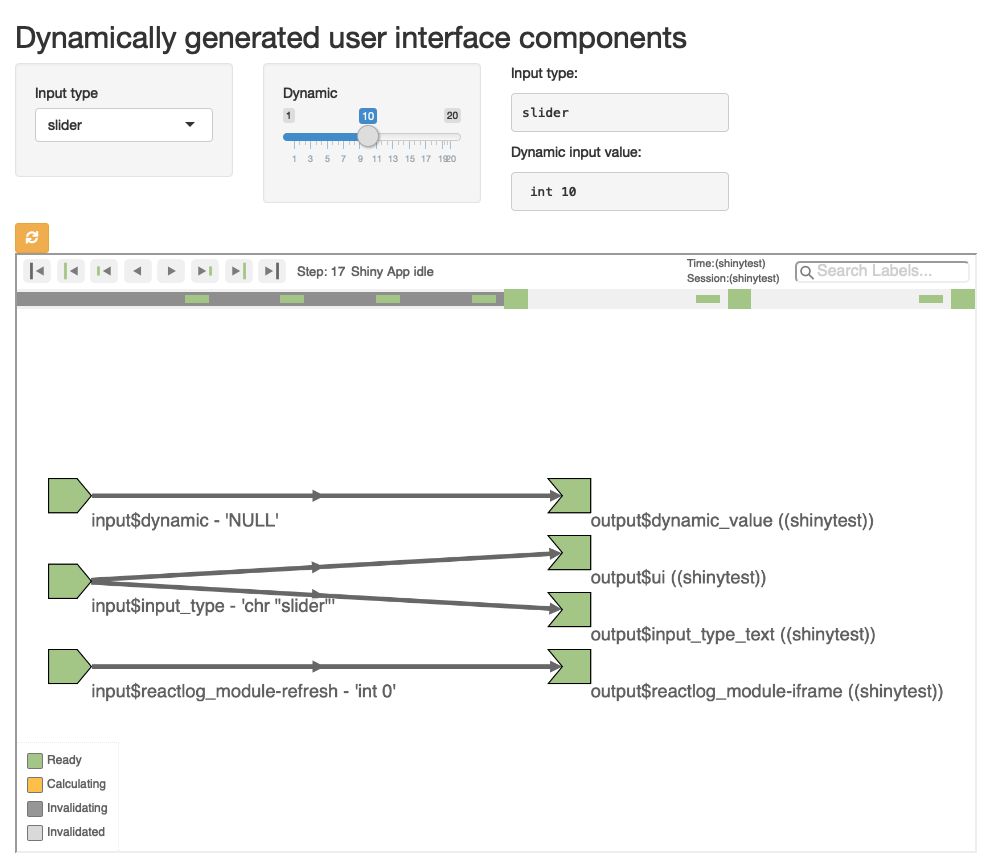 Dynamically generated user interface components
Input type
slider
Dynamic
1 10 20
1 3 5 7 9 11 13 15 17 19 20
Input type:
slider
Dynamic input value:
int 10
Step: 17 Shiny App idle
Time:(shinytest)
Session:(shinytest)
Search Labels...
input$dynamic - 'NULL'
output$dynamic_value ((shinytest))
output$ui ((shinytest))
input$input_type - 'chr "slider"'
output$input_type_text ((shinytest))
input$reactlog_module-refresh - 'int 0'
output$reactlog_module-iframe ((shinytest))
Ready
Calculating
Invalidating
Invalidated